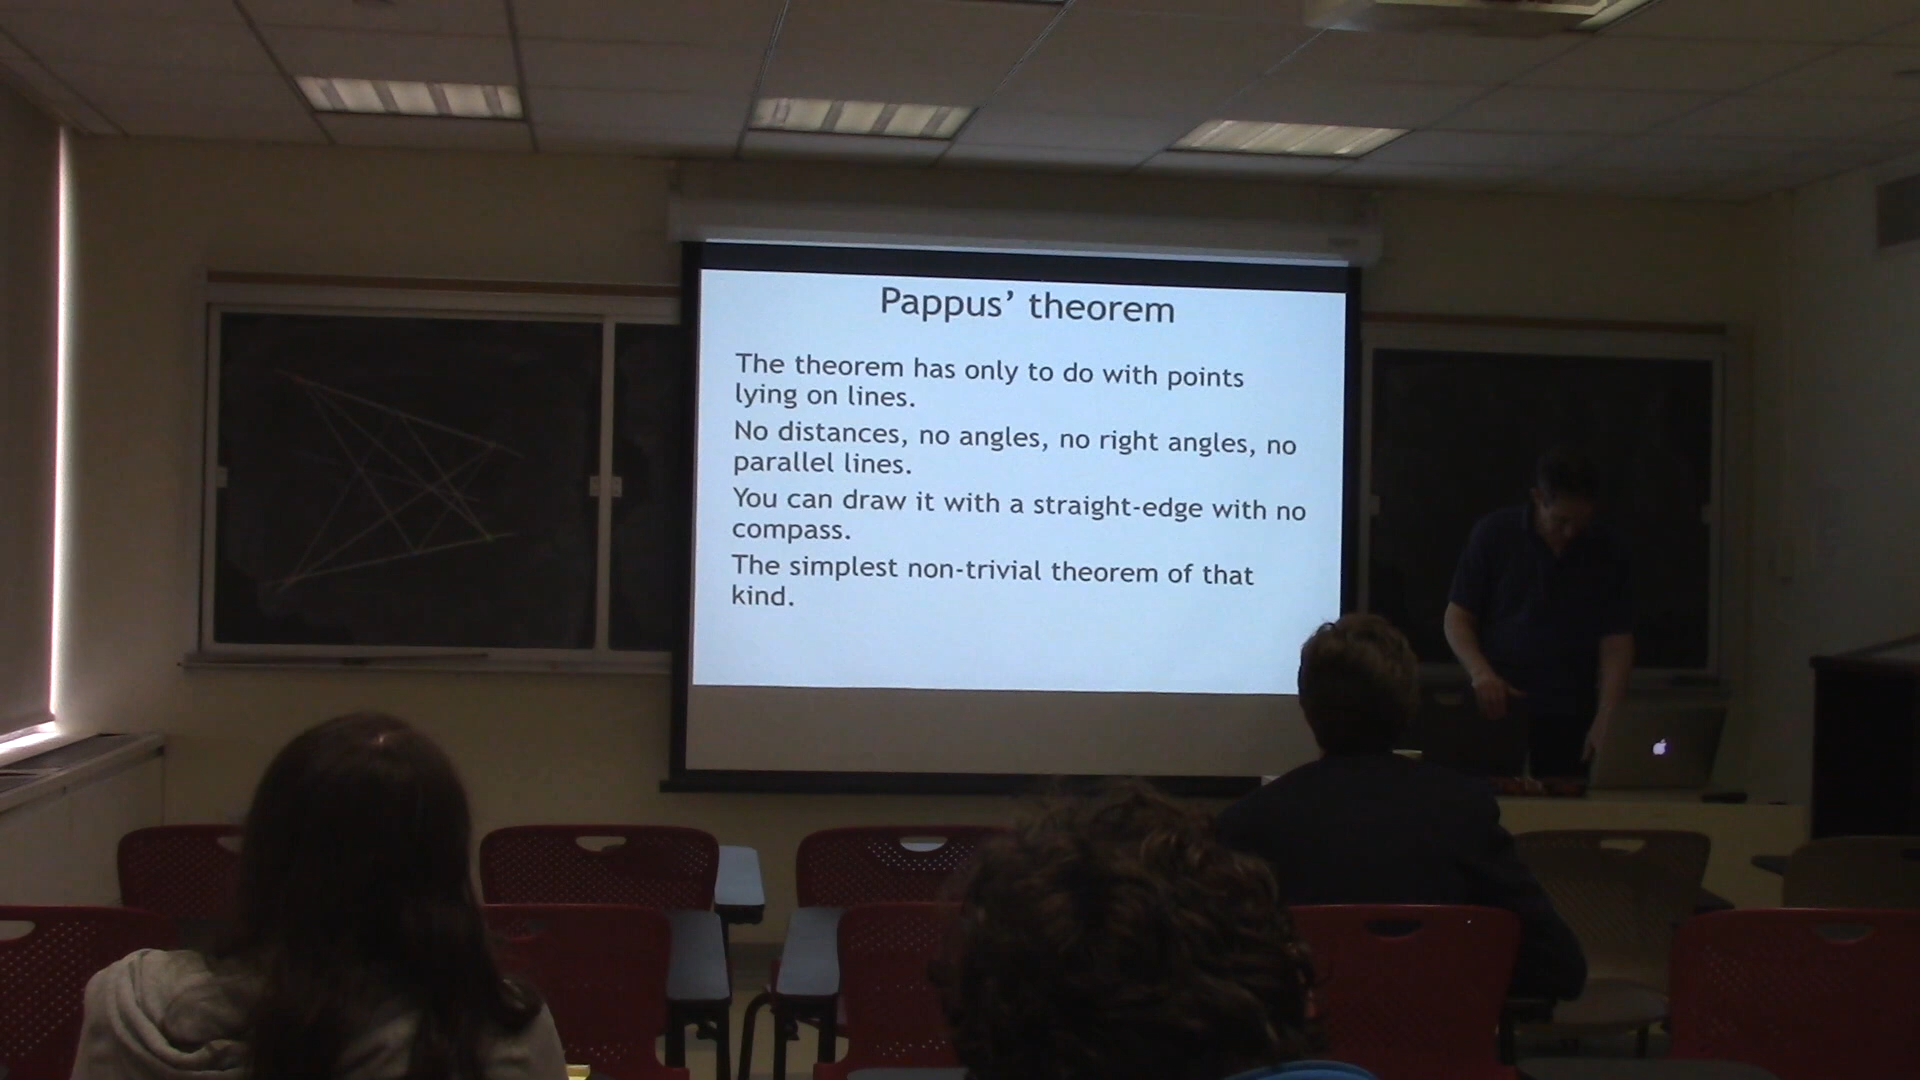 Pappus’ theorem
The theorem has only to do with points
lying on lines.
No distances, no angles, no right angles, no
parallel lines.
You can draw it with a straight-edge with no
compass.
The simplest non-trivial theorem of that
kind.